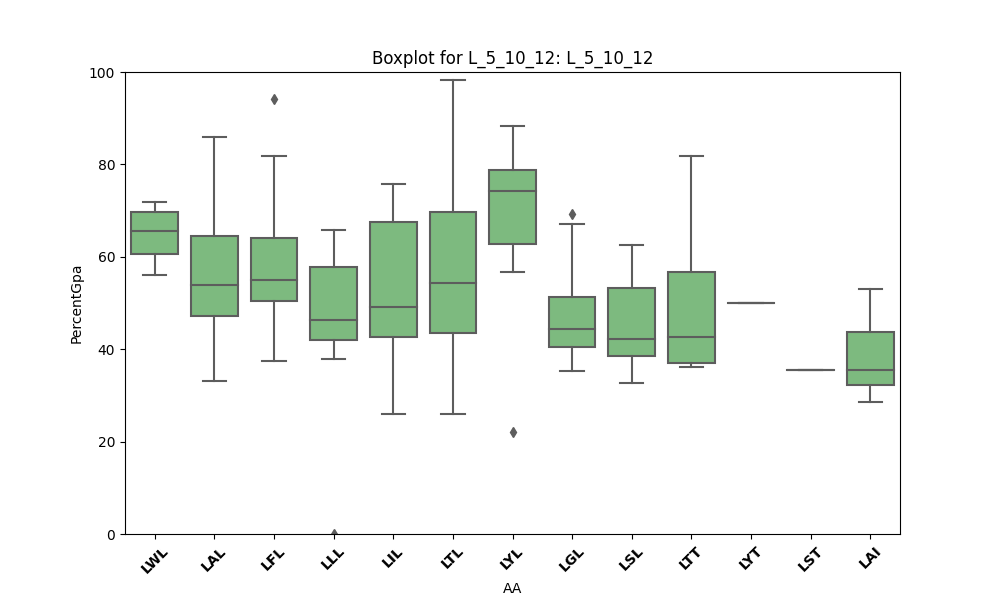 Boxplot for L_5_10_12: L_5_10_12
100
80
60
40
20
0
PercentGpa
LWL LAL LFL LLL LIL LTL LYL LGL LSL LTT LYT LST LAI
AA